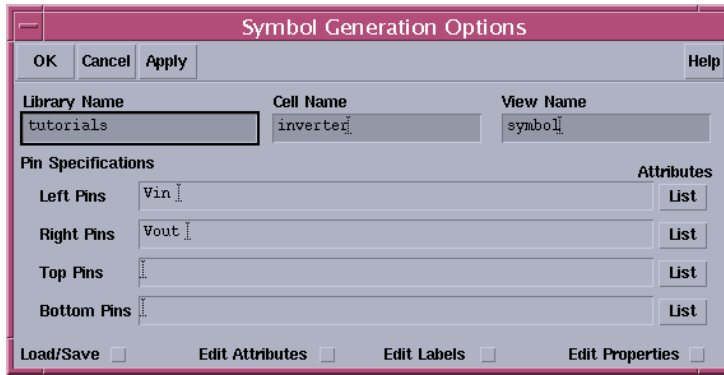 Symbol Generation Options
OK Cancel Apply Help
Library Name Cell Name View Name
tutorials inverter symbol
Pin Specifications Attributes
Left Pins Vin List
Right Pins Vout List
Top Pins List
Bottom Pins List
Load/Save Edit Attributes Edit Labels Edit Properties